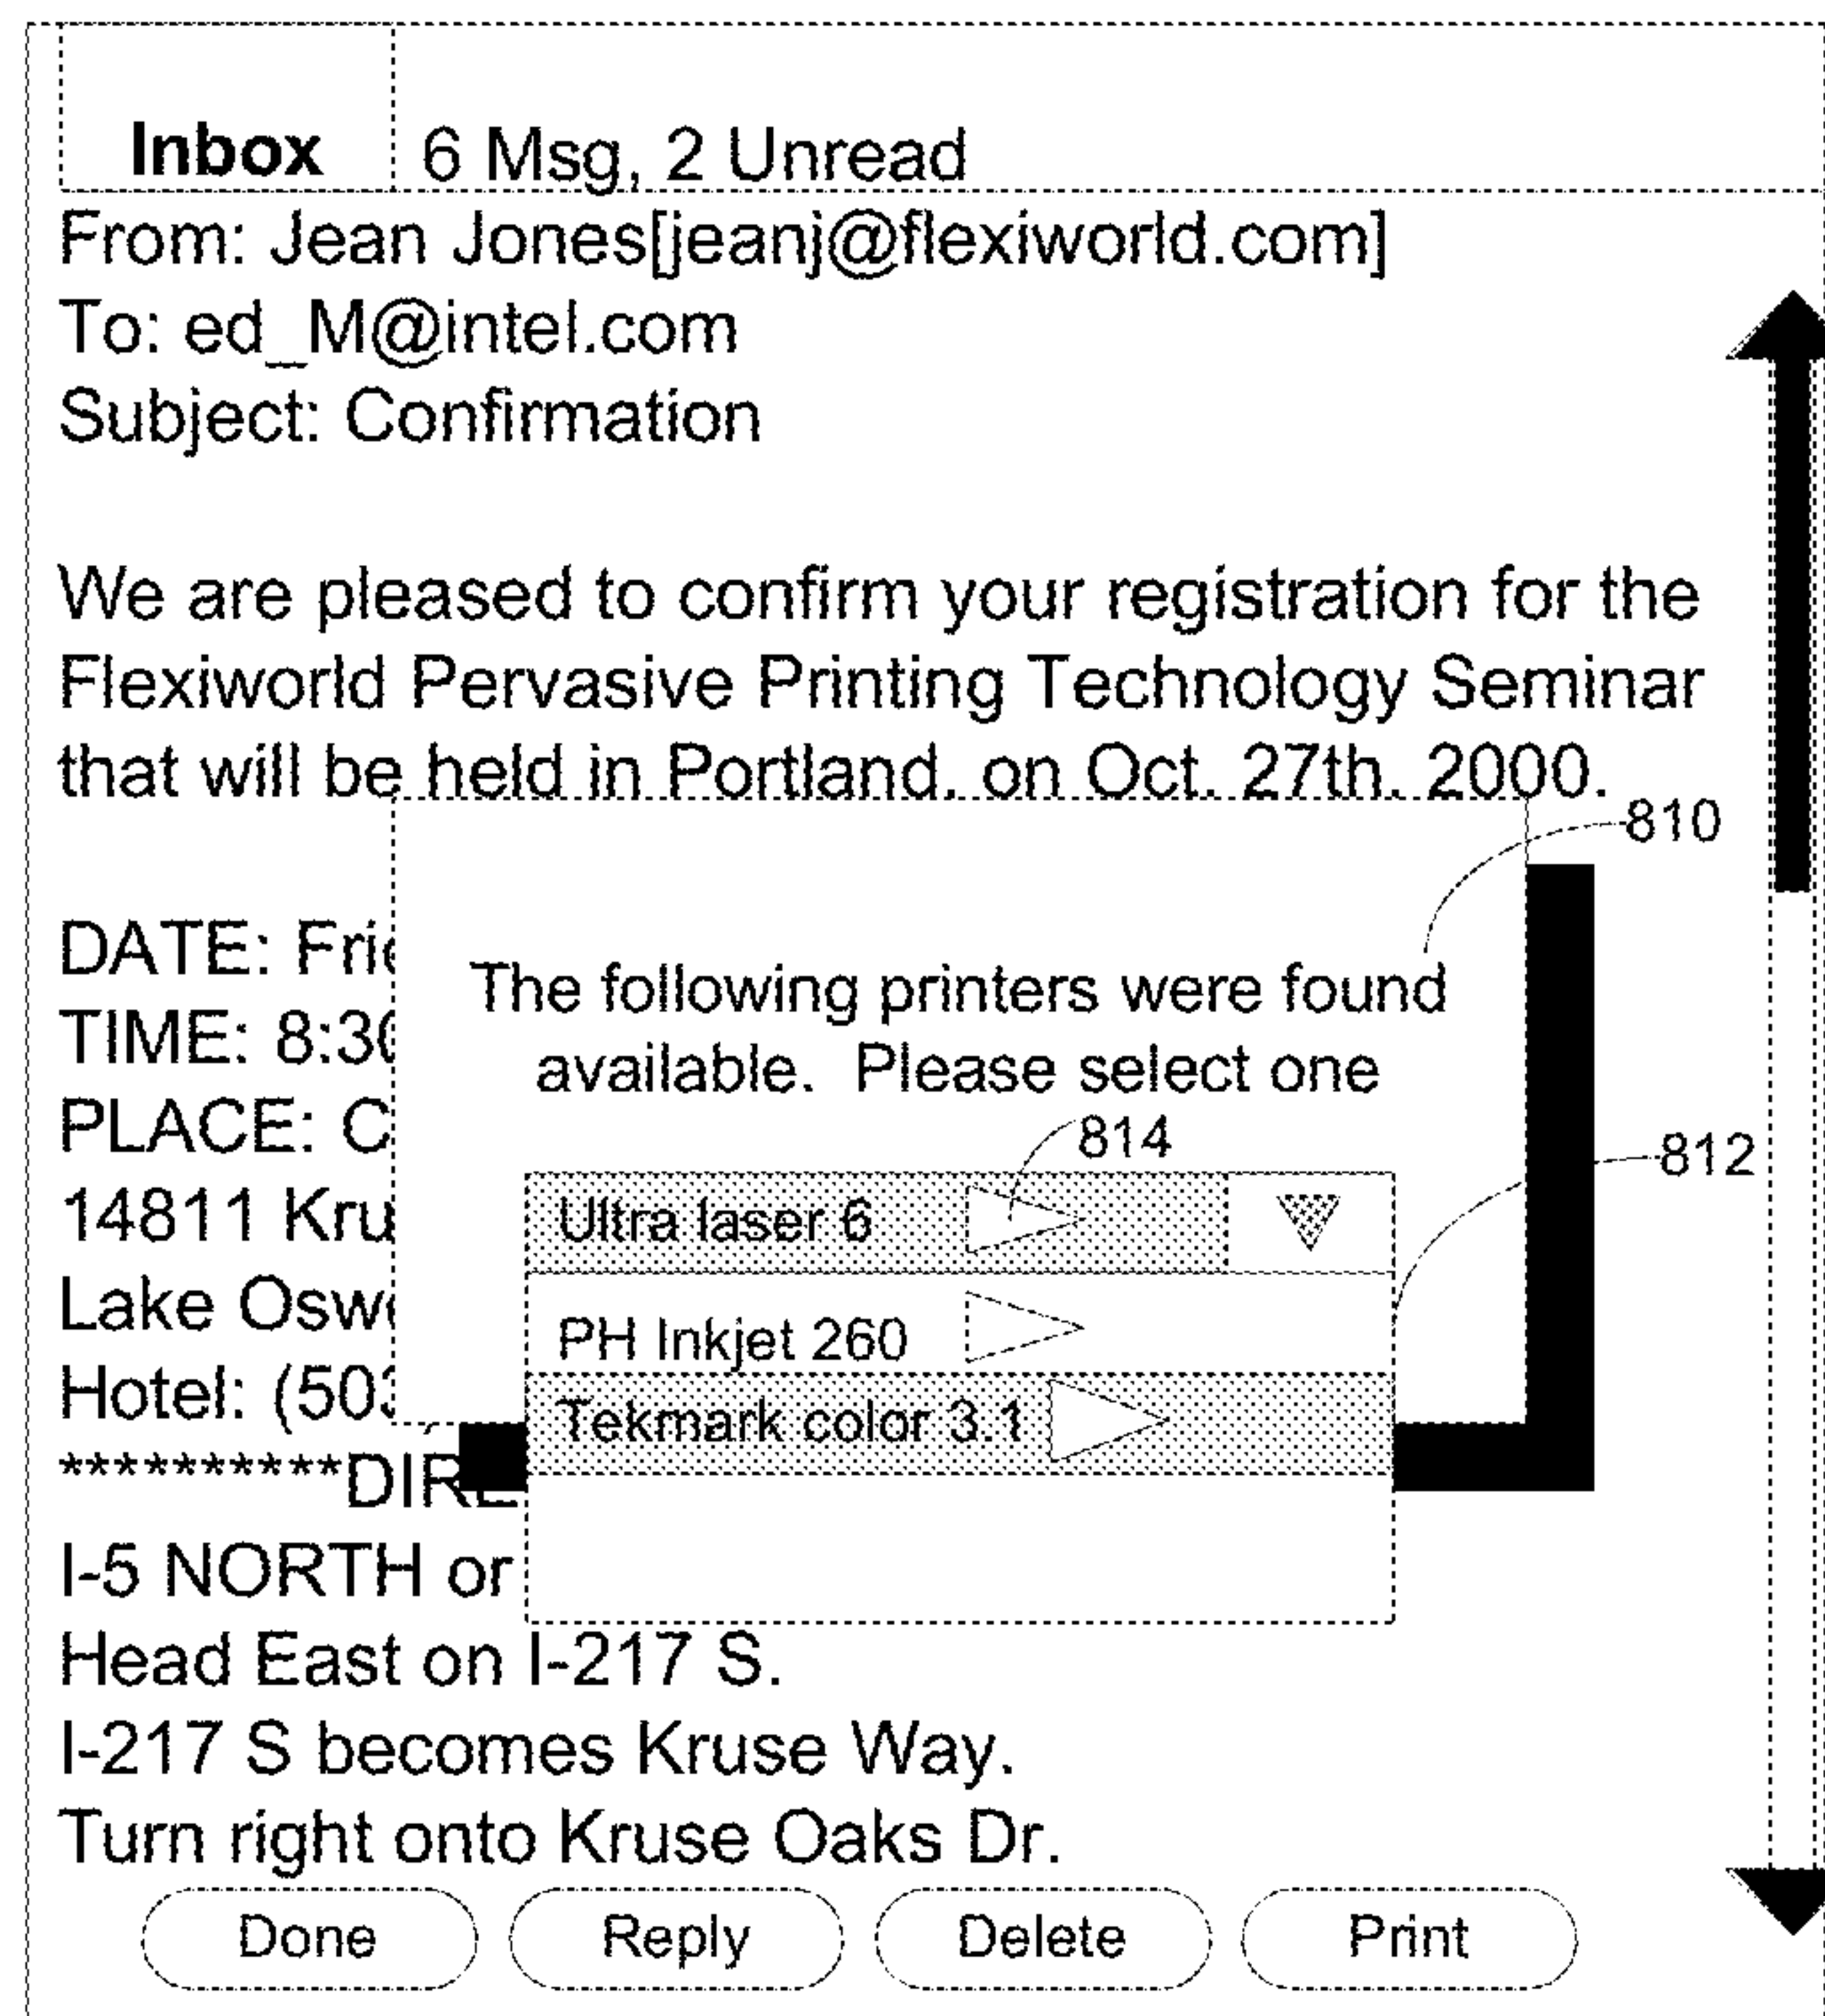 Inbox 6 Msg, 2 Unread
From: Jean Jones[jeanj@flexiworld.com]
To: ed_M@intel.com
Subject: Confirmation
We are pleased to confirm your registration for the
Flexiworld Pervasive Printing Technology Seminar
that will be held in Portland. on Oct. 27th. 2000.
810
DATE: Fri
TIME: 8:3
PLACE: C
14811 Kru
Lake Osw
Hotel: (503
**********DIRE
I-5 NORTH or
Head East on I-217 S.
I-217 S becomes Kruse Way.
Turn right onto Kruse Oaks Dr.
The following printers were found
available. Please select one
814
812
Ultra laser 6
PH Inkjet 260
Tekmark color 3.1
Done Reply Delete Print